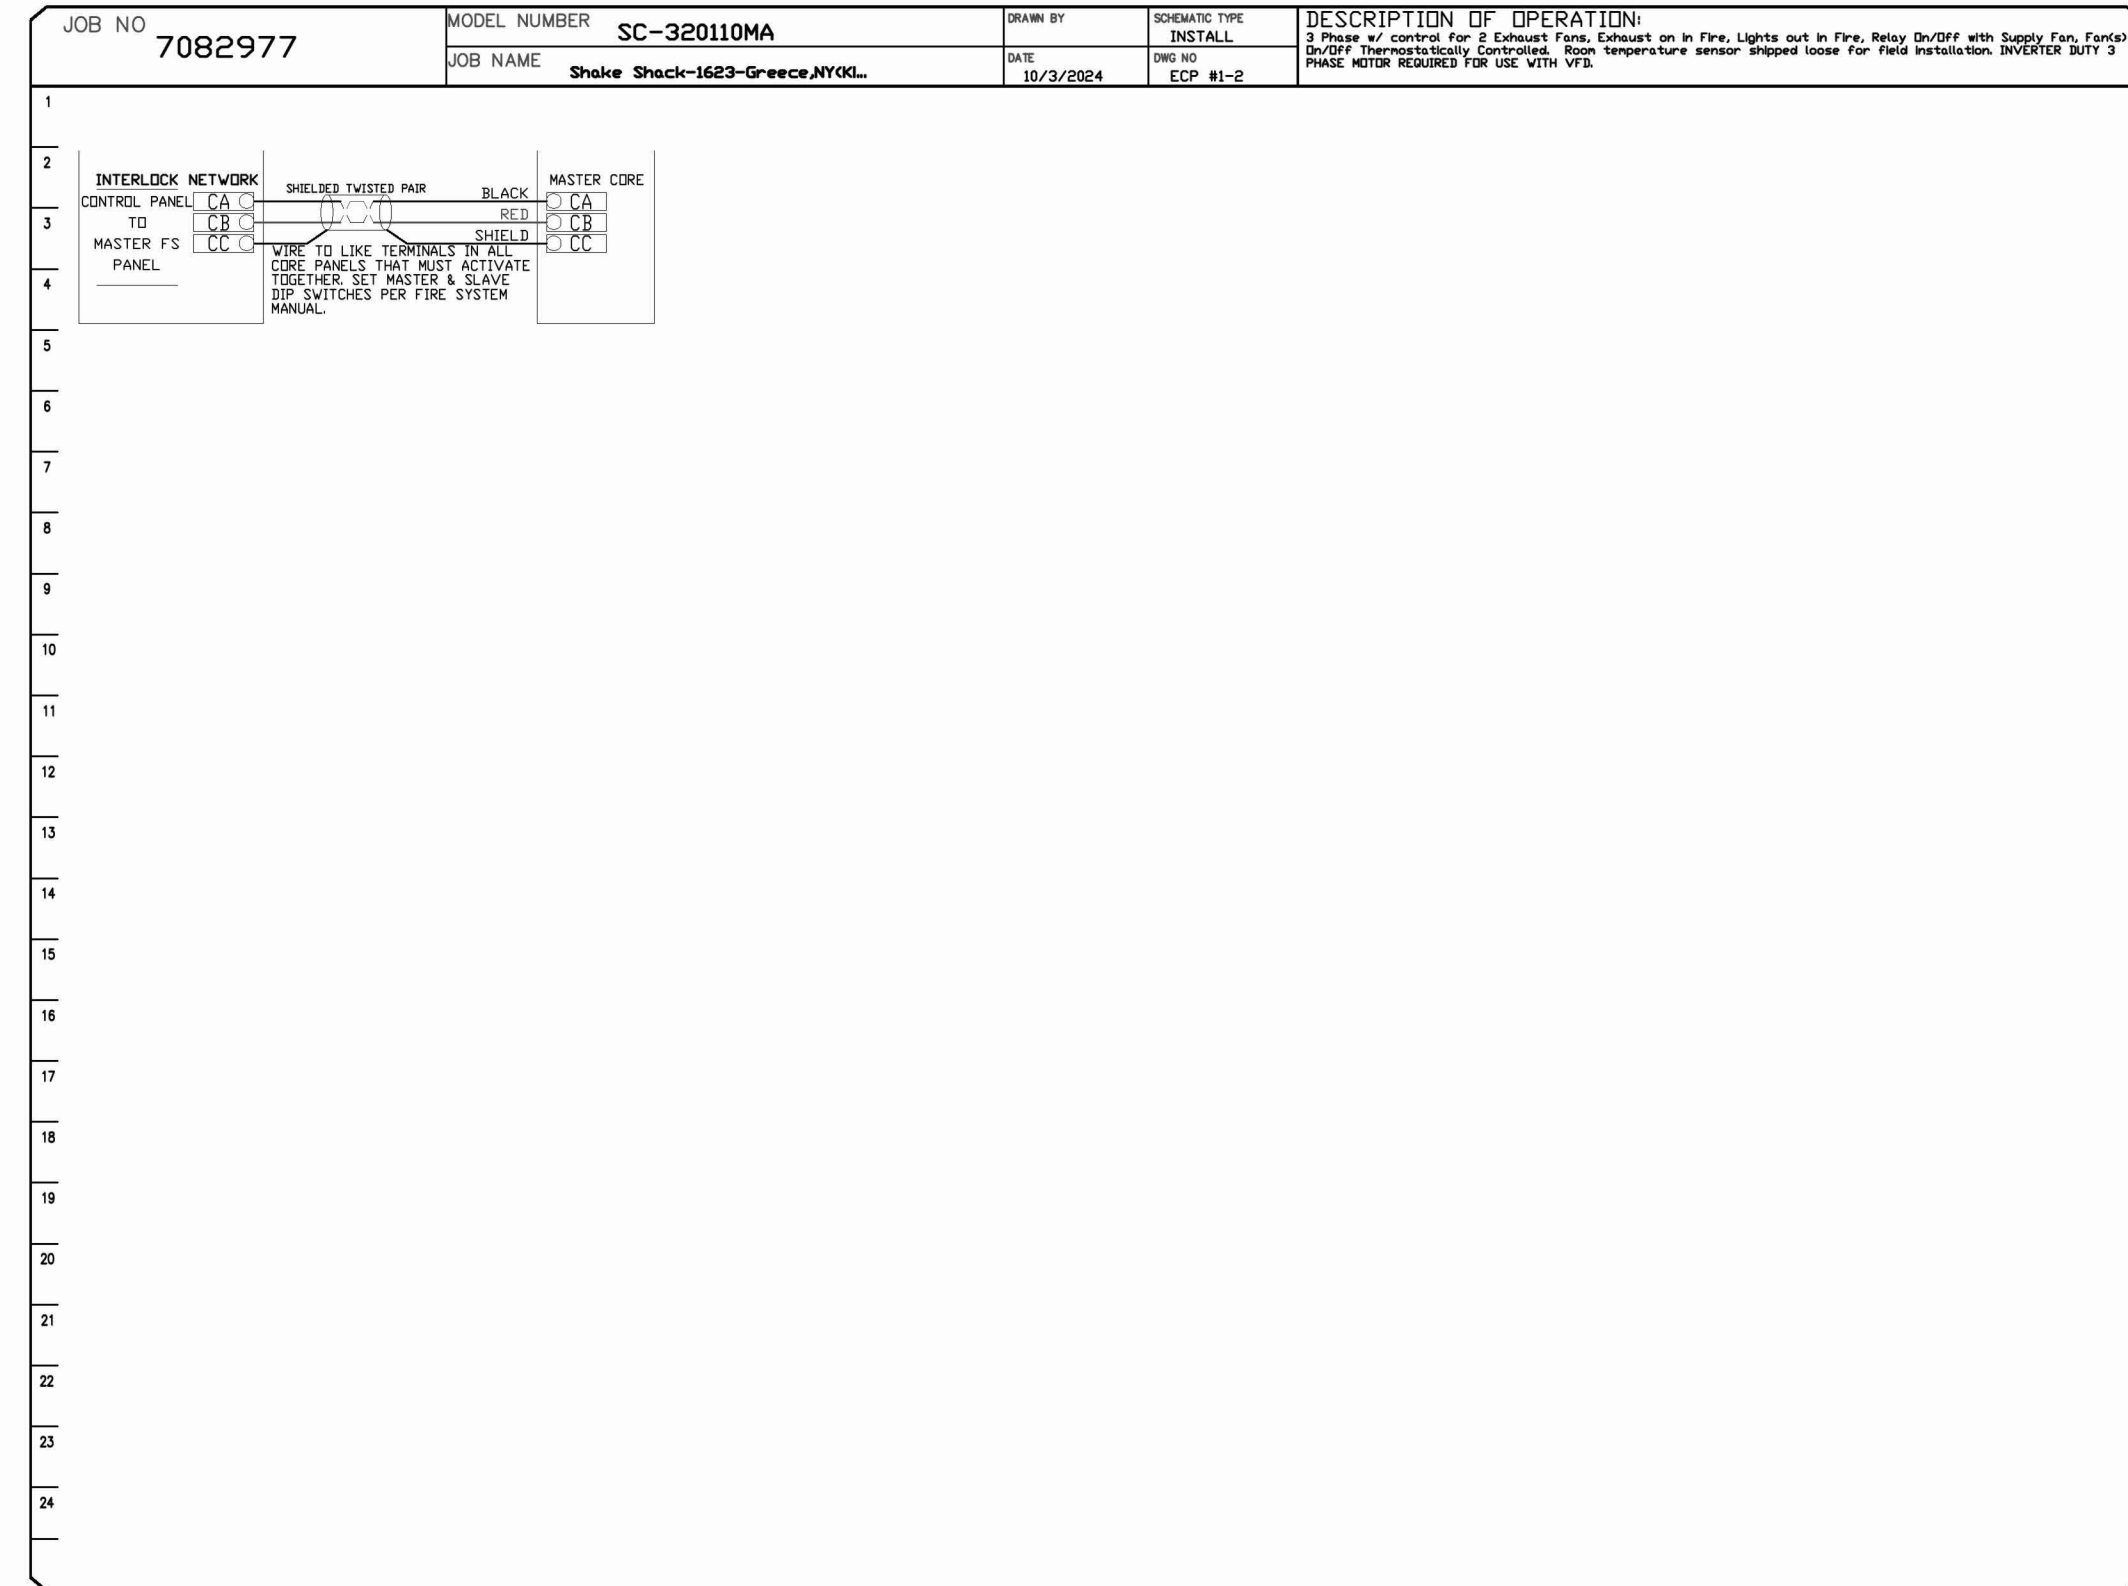 JOB NO
7082977
MODEL NUMBER
SC-320110MA
JOB NAME
Shake Shack-1623-Greece,NY(KI...
DRAWN BY
DATE
10/3/2024
SCHEMATIC TYPE
INSTALL
DWG NO
ECP #1-2
DESCRIPTION OF OPERATION:
3 Phase w/ control for 2 Exhaust Fans, Exhaust on in Fire, Lights out in Fire, Relay On/Off with Supply Fan, Fan(s)
On/Off Thermostatically Controlled. Room temperature sensor shipped loose for field installation. INVERTER DUTY 3
PHASE MOTOR REQUIRED FOR USE WITH VFD.
1
2
INTERLOCK NETWORK
CONTROL PANEL
TO
MASTER FS
PANEL
CA
CB
CC
SHIELDED TWISTED PAIR
BLACK
RED
SHIELD
WIRE TO LIKE TERMINALS IN ALL
CORE PANELS THAT MUST ACTIVATE
TOGETHER. SET MASTER & SLAVE
DIP SWITCHES PER FIRE SYSTEM
MANUAL.
MASTER CORE
CA
CB
CC
3
4
5
6
7
8
9
10
11
12
13
14
15
16
17
18
19
20
21
22
23
24